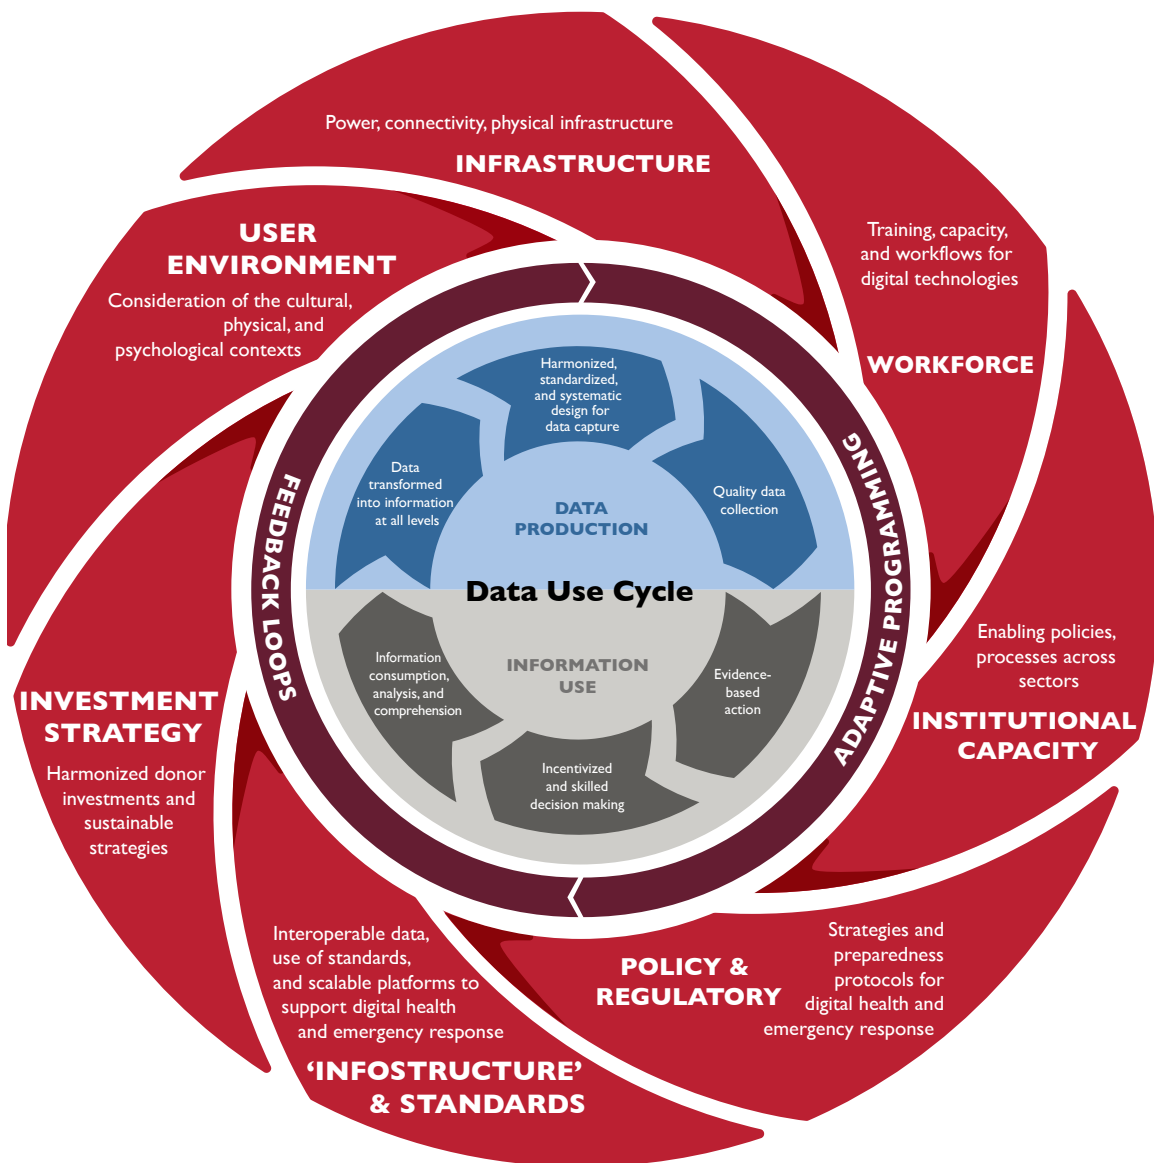 Power, connectivity, physical infrastructure
INFRASTRUCTURE
Training, capacity,
and workflows for
digital technologies
WORKFORCE
Enabling policies,
processes across
sectors
INSTITUTIONAL
CAPACITY
Strategies and
preparedness
protocols for
digital health and
emergency response
POLICY &
REGULATORY
Interoperable data,
use of standards,
and scalable platforms to
support digital health
and emergency response
‘INFOSTRUCTURE’
& STANDARDS
INVESTMENT
STRATEGY
Harmonized donor
investments and
sustainable
strategies
USER
ENVIRONMENT
Consideration of the cultural,
physical, and
psychological contexts
FEEDBACK LOOPS
ADAPTIVE PROGRAMMING
Harmonized,
standardized,
and systematic
design for
data capture
Quality data
collection
Evidence-
based
action
Incentivized
and skilled
decision making
Information
consumption,
analysis, and
comprehension
Data
transformed
into information
at all levels
DATA
PRODUCTION
Data Use Cycle
INFORMATION
USE